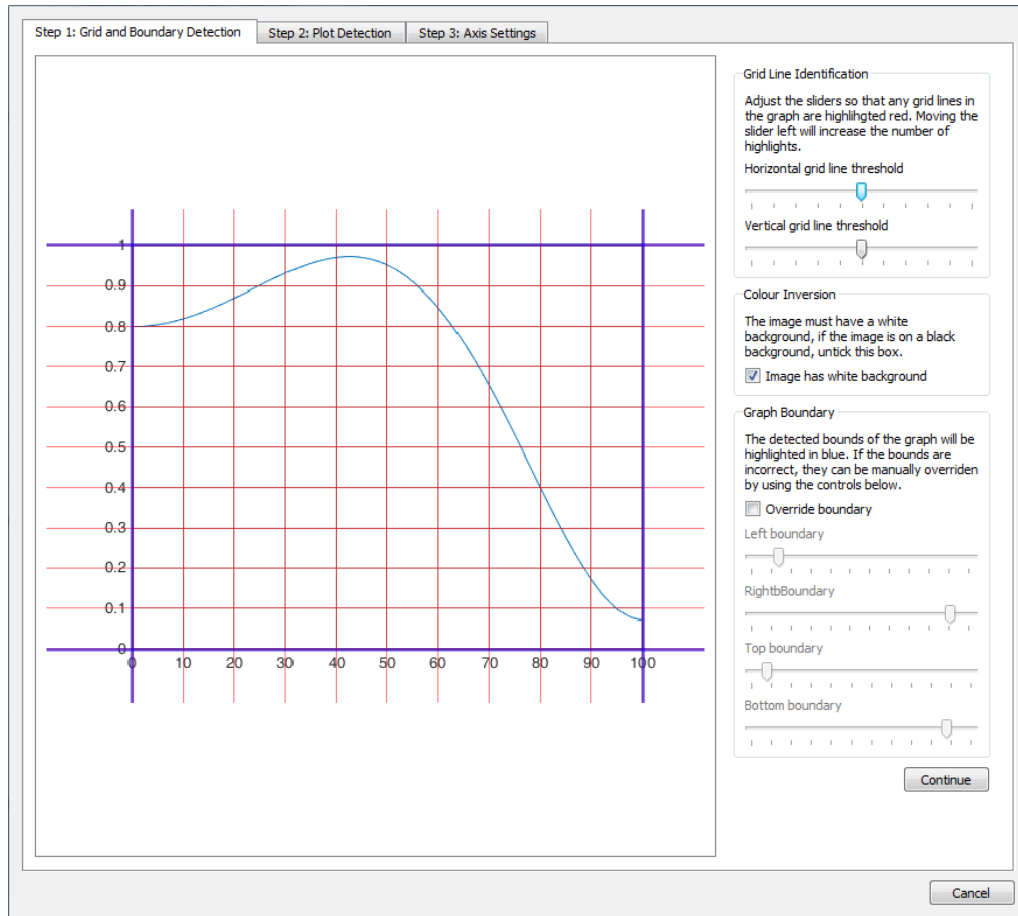 Step 1: Grid and Boundary Detection
Step 2: Plot Detection
Step 3: Axis Settings
1
0.9
0.8
0.7
0.6
0.5
0.4
0.3
0.2
0.1
0
0 10 20 30 40 50 60 70 80 90 100
Grid Line Identification
Adjust the sliders so that any grid lines in
the graph are highlihgted red. Moving the
slider left will increase the number of
highlights.
Horizontal grid line threshold
Vertical grid line threshold
Colour Inversion
The image must have a white
background, if the image is on a black
background, untick this box.
Image has white background
Graph Boundary
The detected bounds of the graph will be
highlighted in blue. If the bounds are
incorrect, they can be manually overriden
by using the controls below.
Override boundary
Left boundary
RightbBoundary
Top boundary
Bottom boundary
Continue
Cancel